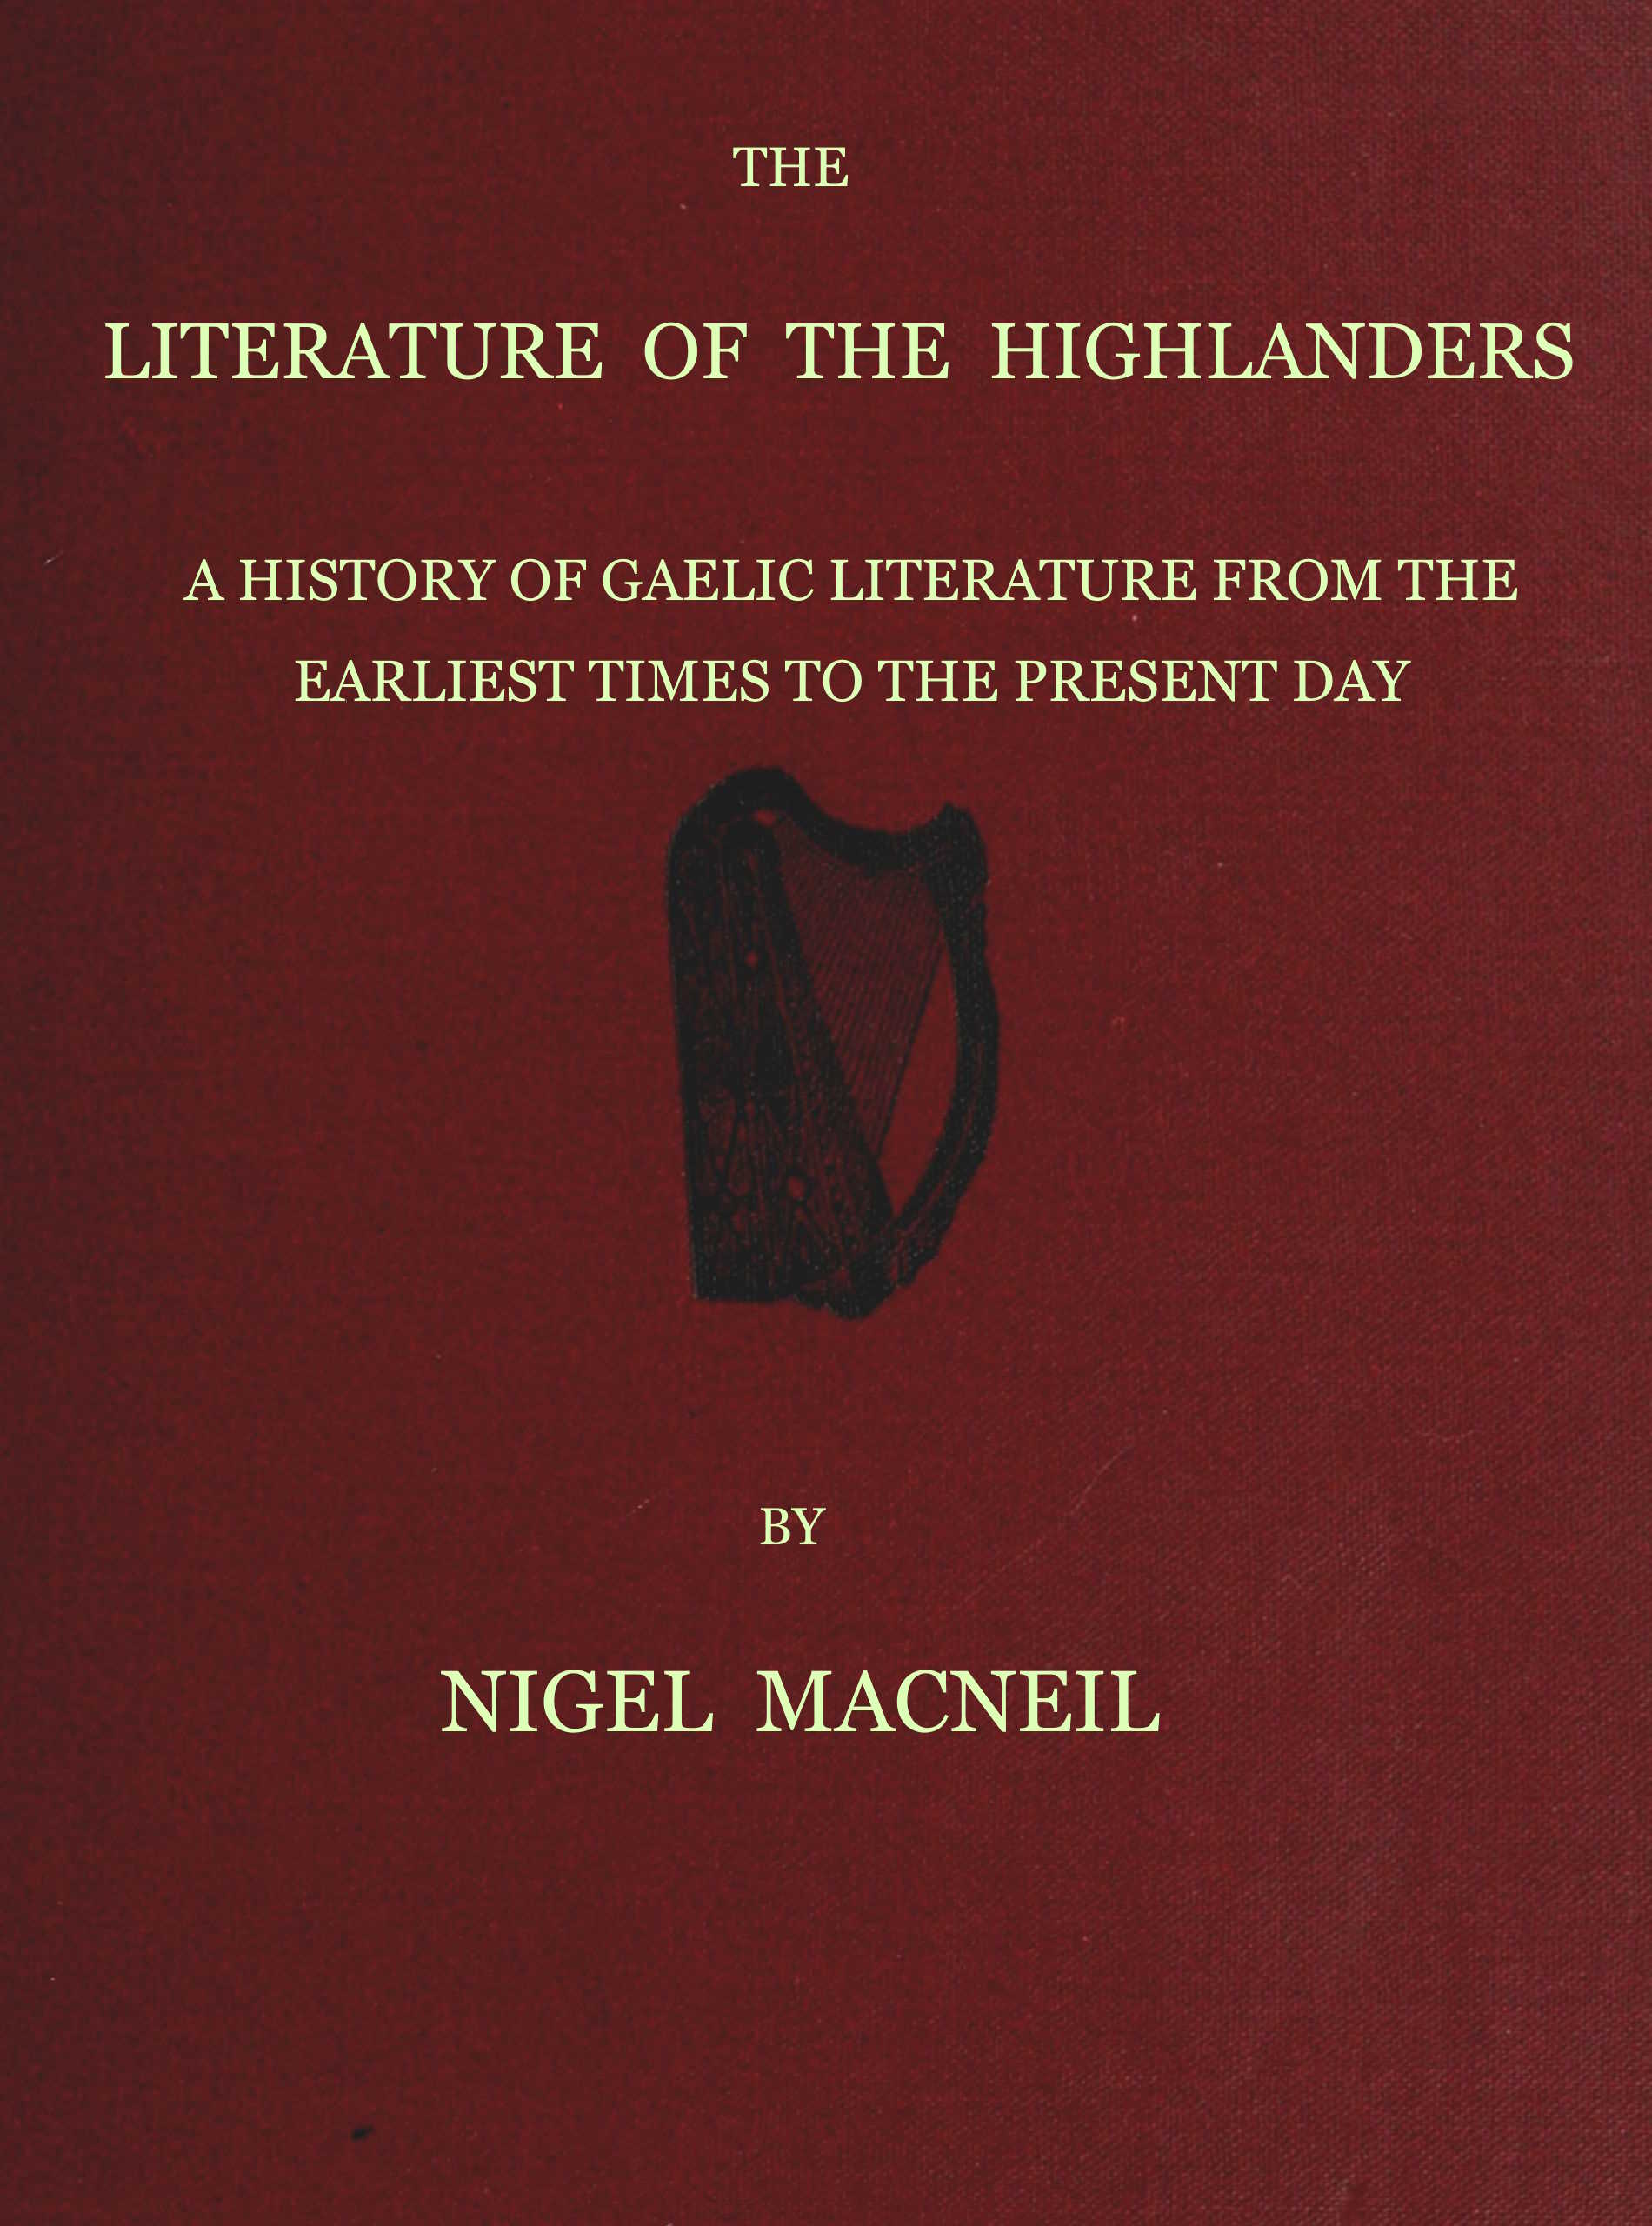 THE
LITERATURE OF THE HIGHLANDERS
A HISTORY OF GAELIC LITERATURE FROM THE
EARLIEST TIMES TO THE PRESENT DAY
BY
NIGEL MACNEIL